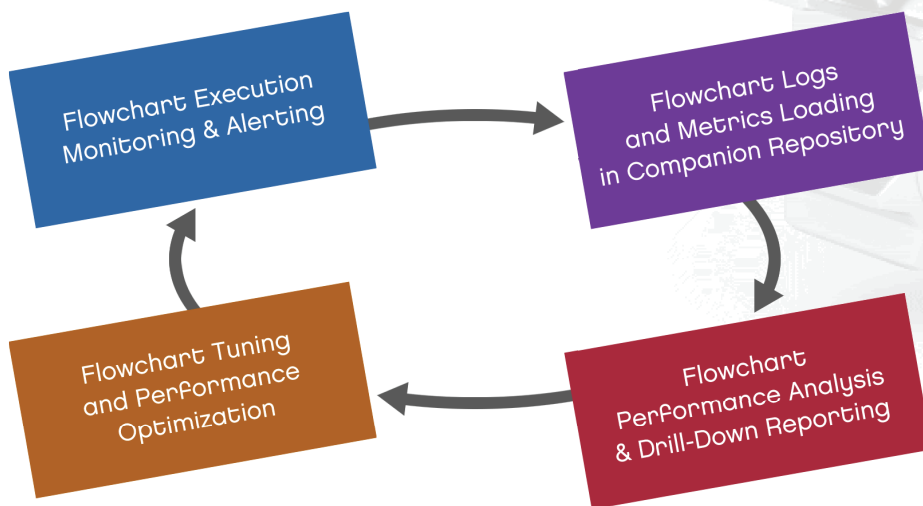 Flowchart Execution
Monitoring & Alerting
Flowchart Logs
and Metrics Loading
in Companion Repository
Flowchart Tuning
and Performance
Optimization
Flowchart
Performance Analysis
& Drill-Down Reporting